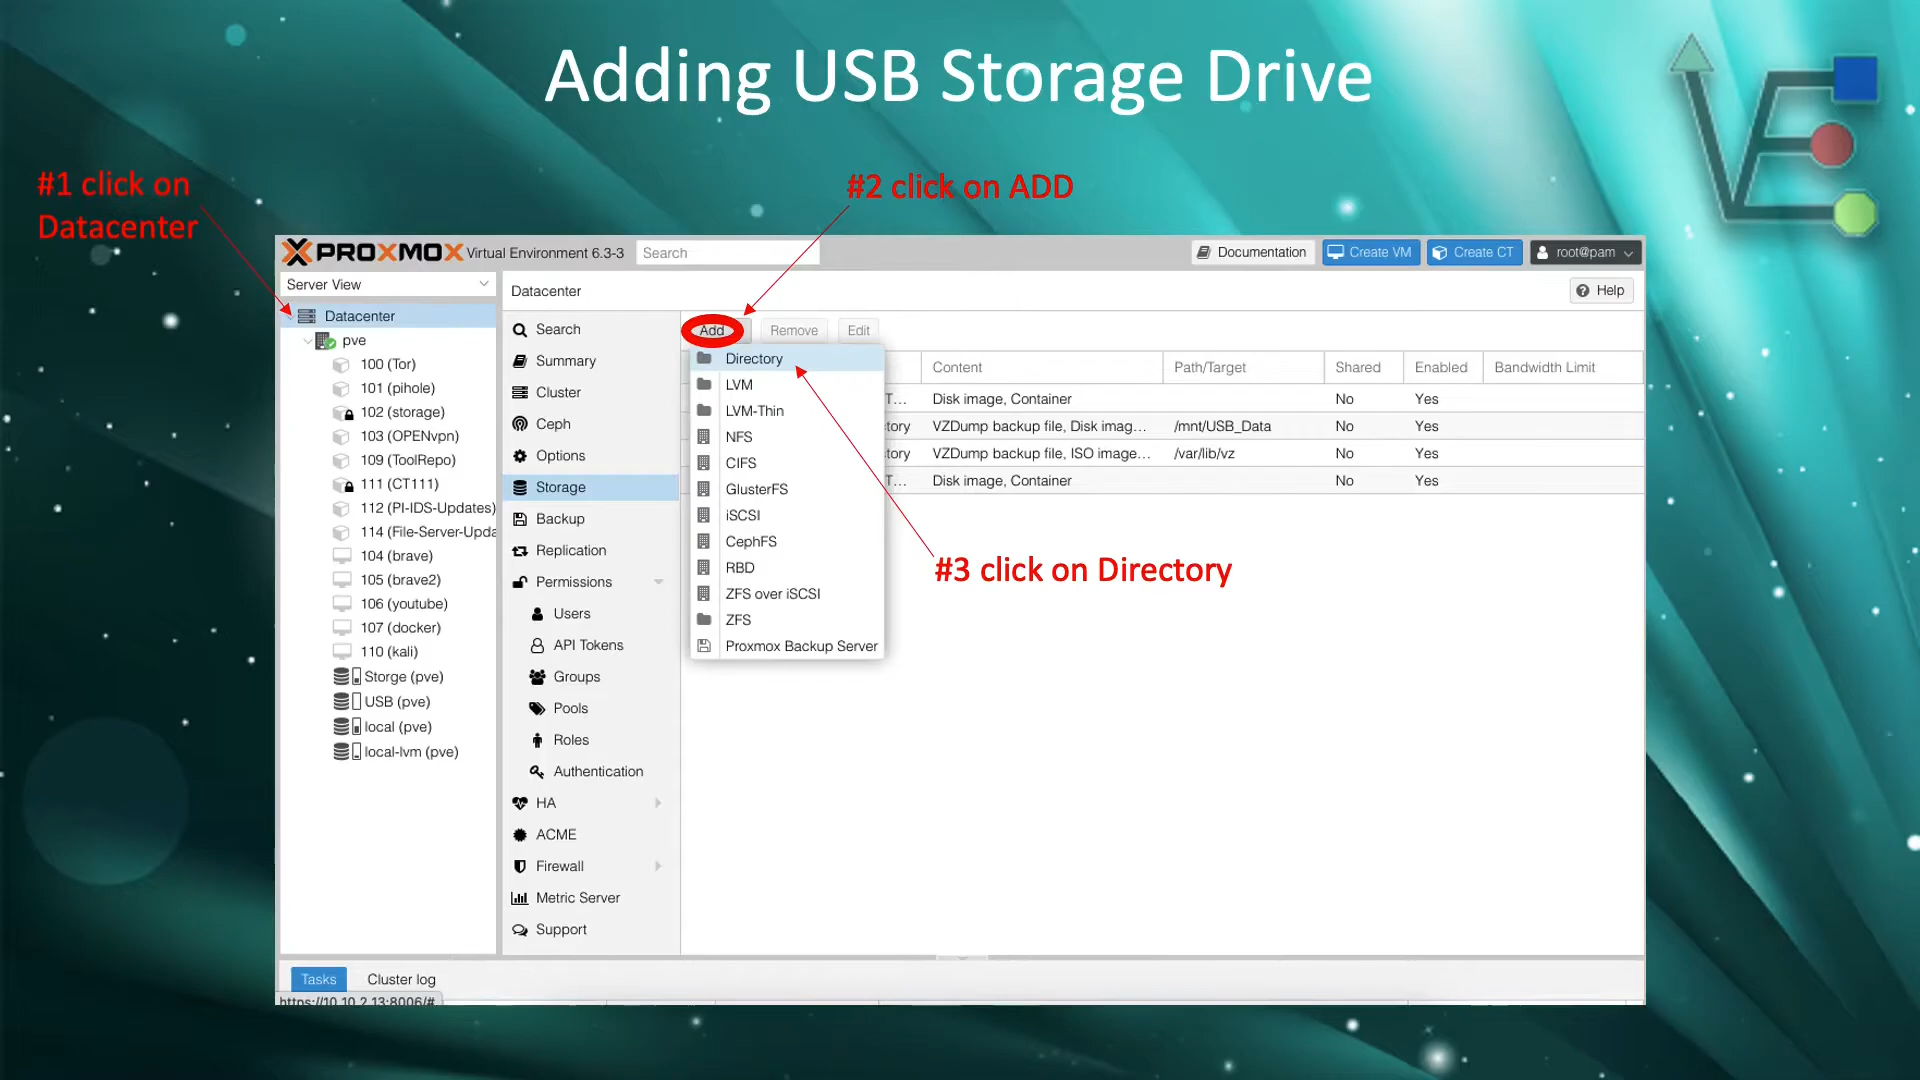 Adding USB Storage Drive
#1 click on
Datacenter
#2 click on ADD
PROXMOX Virtual Environment 6.3-3
Search
Documentation
Create VM
Create CT
root@pam
Server View
Datacenter
Help
Datacenter
pve
100 (Tor)
101 (pihole)
102 (storage)
103 (OPENvpn)
109 (ToolRepo)
111 (CT111)
112 (PI-IDS-Updates)
114 (File-Server-Upda
104 (brave)
105 (brave2)
106 (youtube)
107 (docker)
110 (kali)
Storge (pve)
USB (pve)
local (pve)
local-lvm (pve)
Search
Summary
Cluster
Ceph
Options
Storage
Backup
Replication
Permissions
Users
API Tokens
Groups
Pools
Roles
Authentication
HA
ACME
Firewall
Metric Server
Support
Add
Remove
Edit
Directory
LVM
LVM-Thin
NFS
CIFS
GlusterFS
iSCSI
CephFS
RBD
ZFS over iSCSI
ZFS
Proxmox Backup Server
Content Path/Target Shared Enabled Bandwidth Limit
T... Disk image, Container No Yes
tory VZDump backup file, Disk imag... /mnt/USB_Data No Yes
tory VZDump backup file, ISO image... /var/lib/vz No Yes
T... Disk image, Container No Yes
#3 click on Directory
Tasks
Cluster log
https://10.10.2.13:8006/#